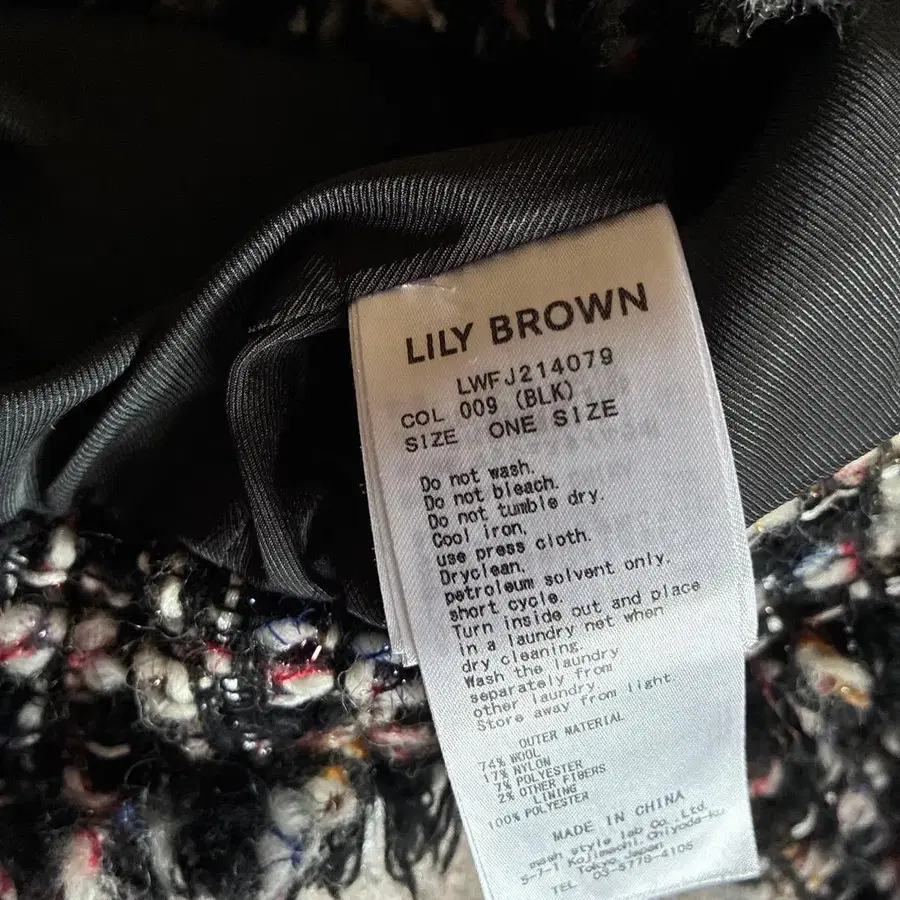 LILY BROWN
LWFJ214079
COL 009 (BLK)
SIZE ONE SIZE
Do not wash.
Do not bleach.
Do not tumble dry.
Cool iron.
use press cloth.
Dryclean.
petroleum solvent only.
short cycle.
Turn inside out and place
in a laundry net when
dry cleaning.
Wash the laundry
separately from
other laundry.
Store away from light.
OUTER MATERIAL
74% WOOL
17% NYLON
7% POLYESTER
2% OTHER FIBERS
LINING
100% POLYESTER
MADE IN CHINA
mash style lab Co.,Ltd.
5-7-1 Kojimachi, Chiyoda-ku
Tokyo, Japan
TEL 03-5778-4105